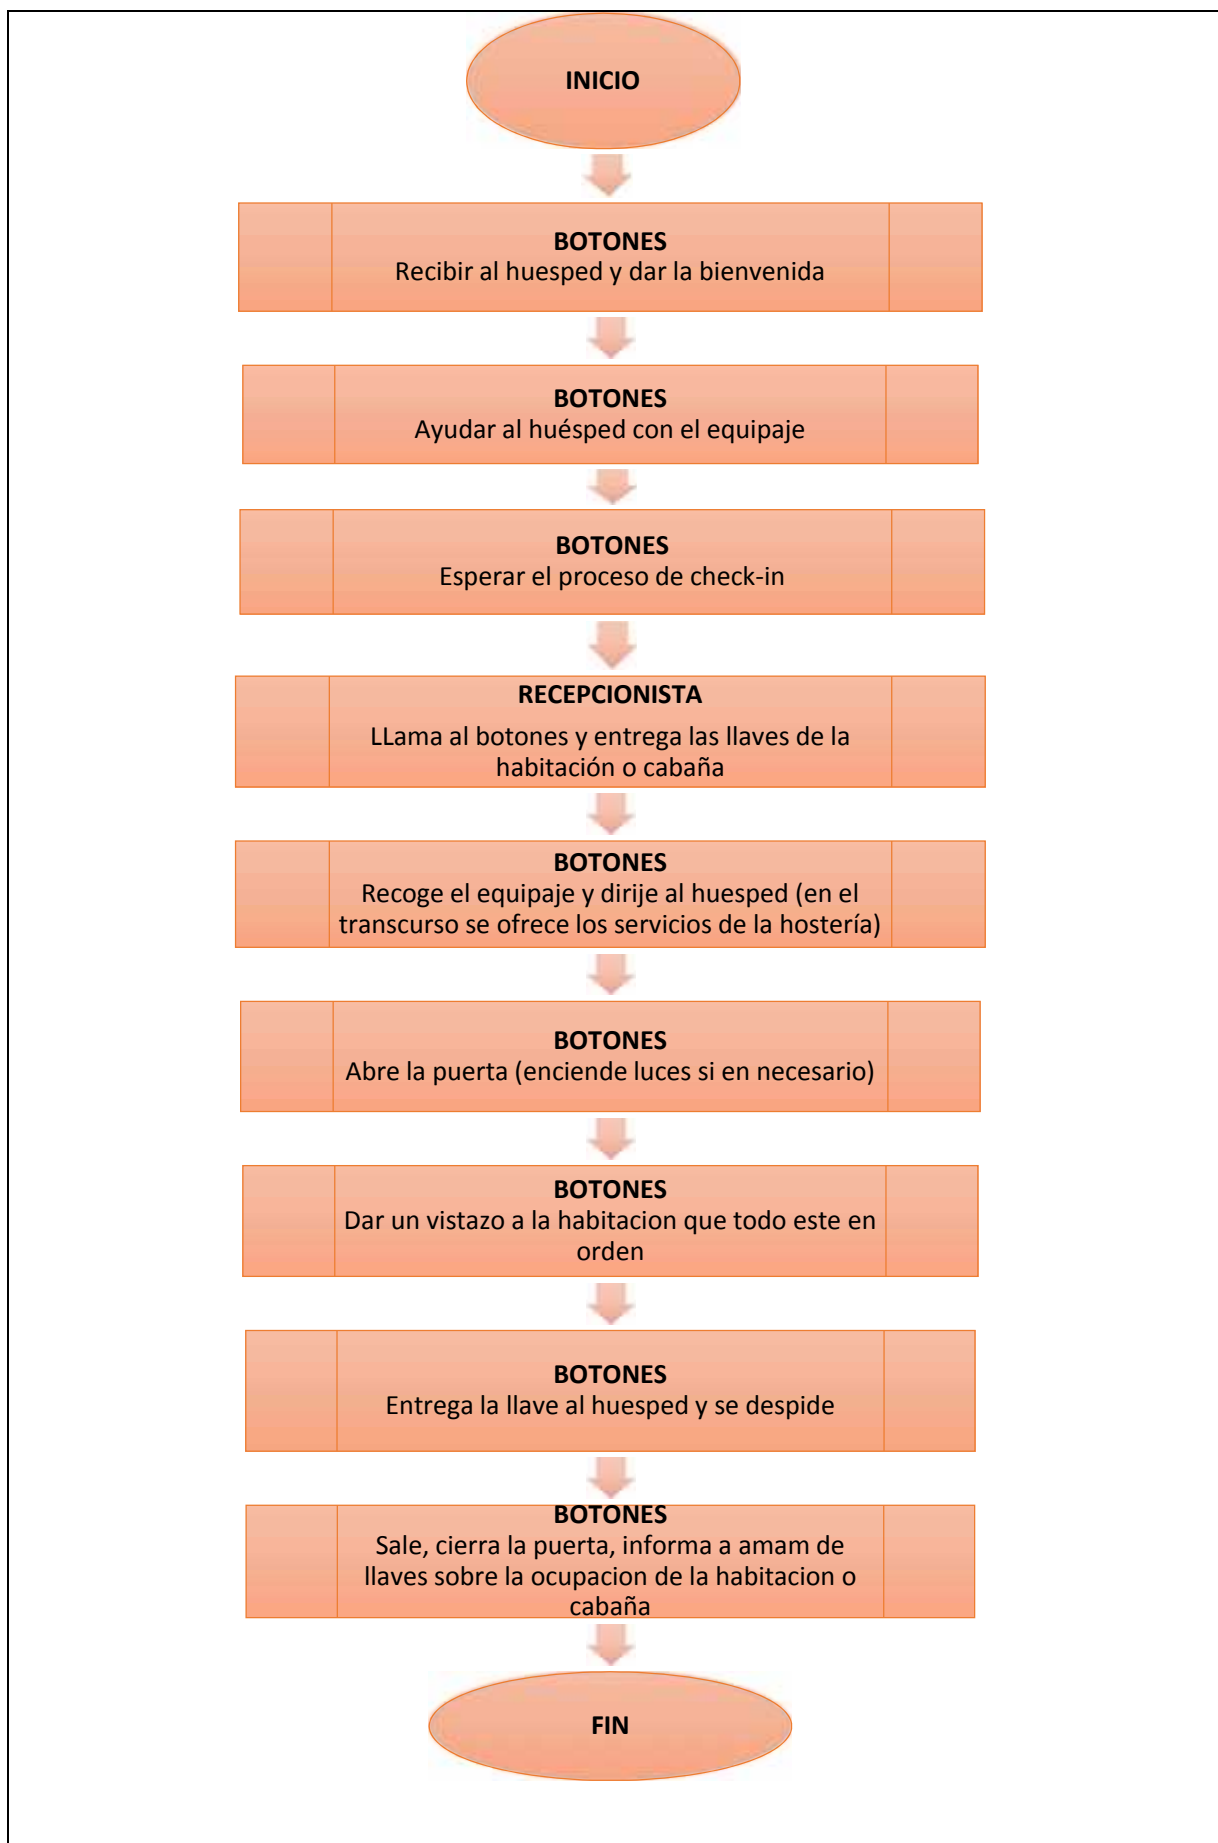 INICIO
BOTONES
Recibir al huesped y dar la bienvenida
BOTONES
Ayudar al huésped con el equipaje
BOTONES
Esperar el proceso de check-in
RECEPCIONISTA
LLama al botones y entrega las llaves de la
habitación o cabaña
BOTONES
Recoge el equipaje y dirije al huesped (en el
transcurso se ofrece los servicios de la hostería)
BOTONES
Abre la puerta (enciende luces si en necesario)
BOTONES
Dar un vistazo a la habitacion que todo este en
orden
BOTONES
Entrega la llave al huesped y se despide
BOTONES
Sale, cierra la puerta, informa a amam de
llaves sobre la ocupacion de la habitacion o
cabaña
FIN